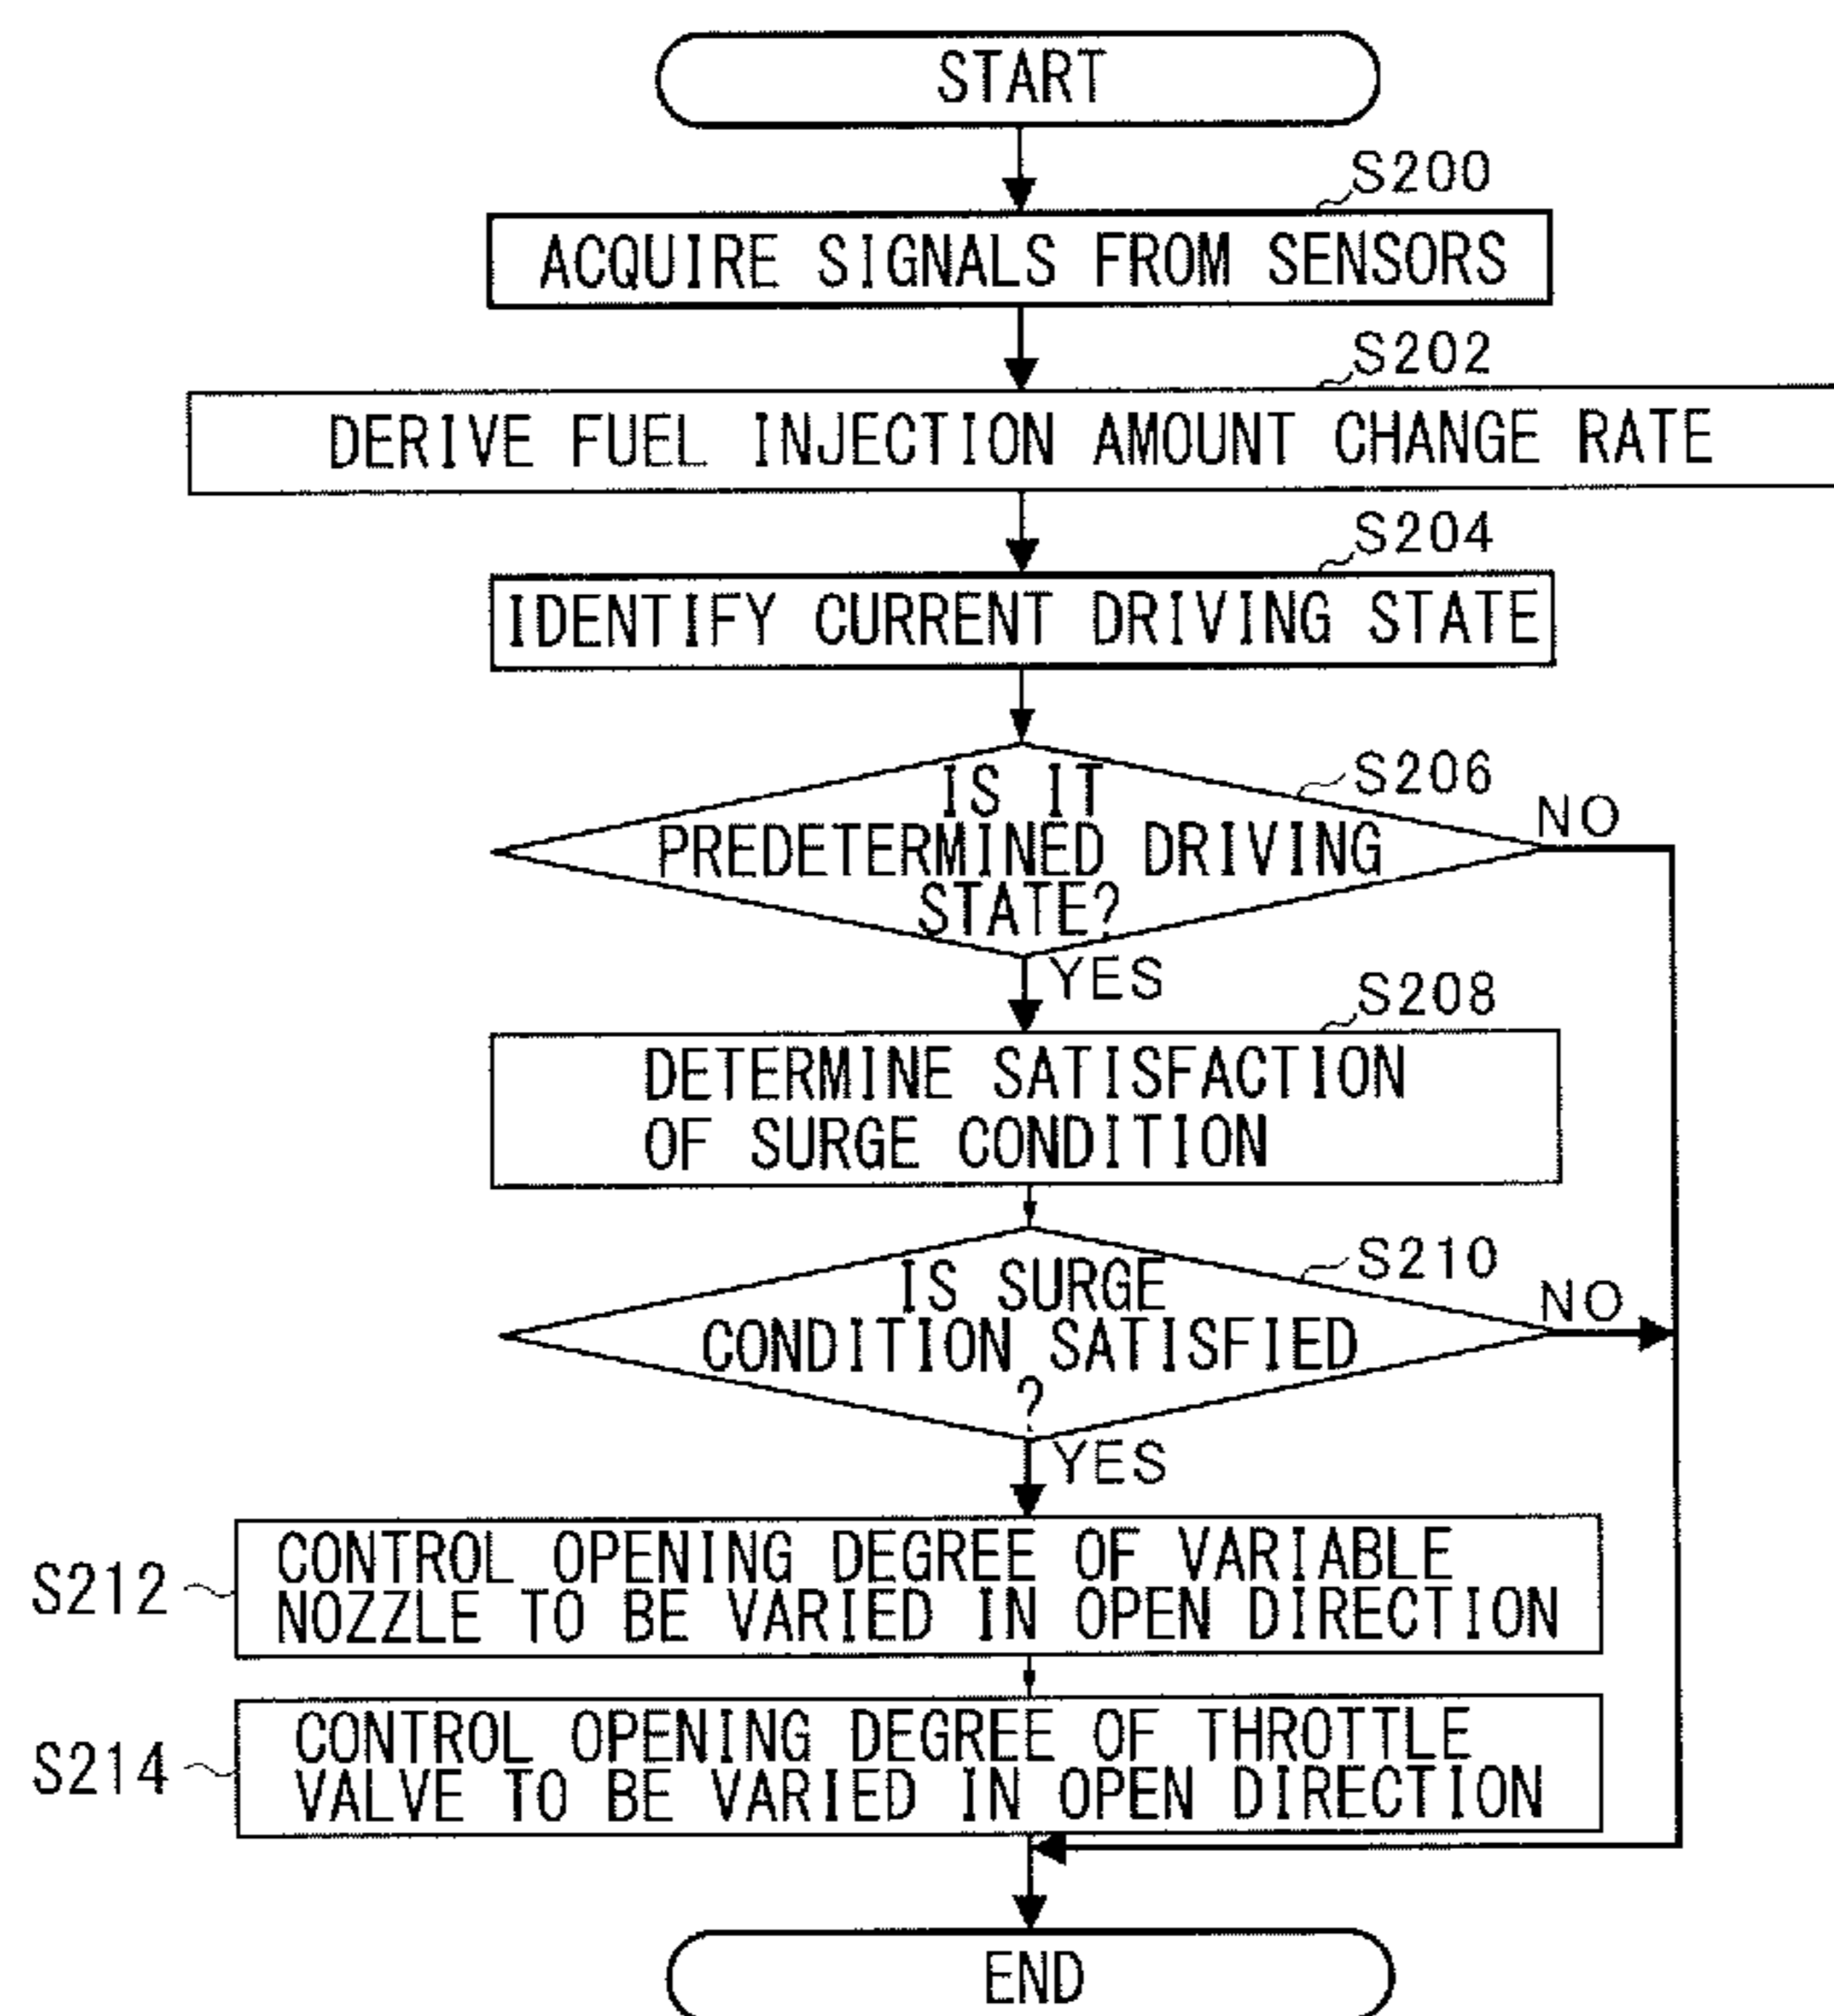 START
S200
ACQUIRE SIGNALS FROM SENSORS
S202
DERIVE FUEL INJECTION AMOUNT CHANGE RATE
S204
IDENTIFY CURRENT DRIVING STATE
S206
IS IT
PREDETERMINED DRIVING
STATE?
NO
YES
S208
DETERMINE SATISFACTION
OF SURGE CONDITION
S210
IS SURGE
CONDITION SATISFIED
?
NO
YES
S212
CONTROL OPENING DEGREE OF VARIABLE
NOZZLE TO BE VARIED IN OPEN DIRECTION
S214
CONTROL OPENING DEGREE OF THROTTLE
VALVE TO BE VARIED IN OPEN DIRECTION
END